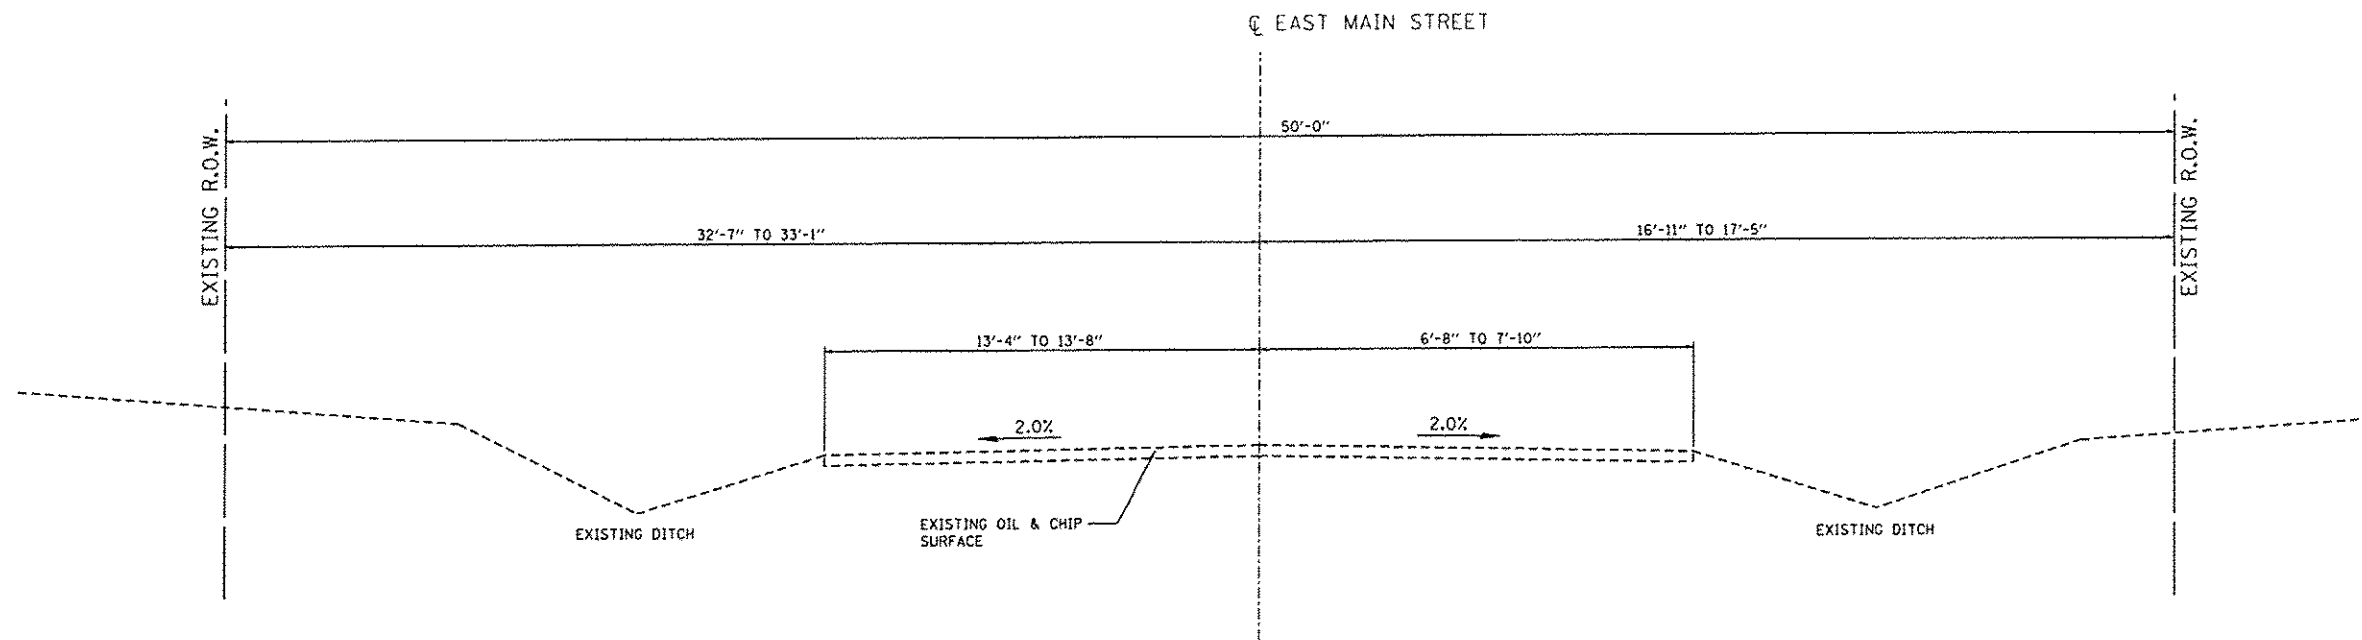 ℄ EAST MAIN STREET
50'-0"
EXISTING R.O.W.
EXISTING R.O.W.
32'-7" TO 33'-1"
16'-11" TO 17'-5"
13'-4" TO 13'-8"
6'-8" TO 7'-10"
2.0%
2.0%
EXISTING DITCH
EXISTING OIL & CHIP
SURFACE
EXISTING DITCH